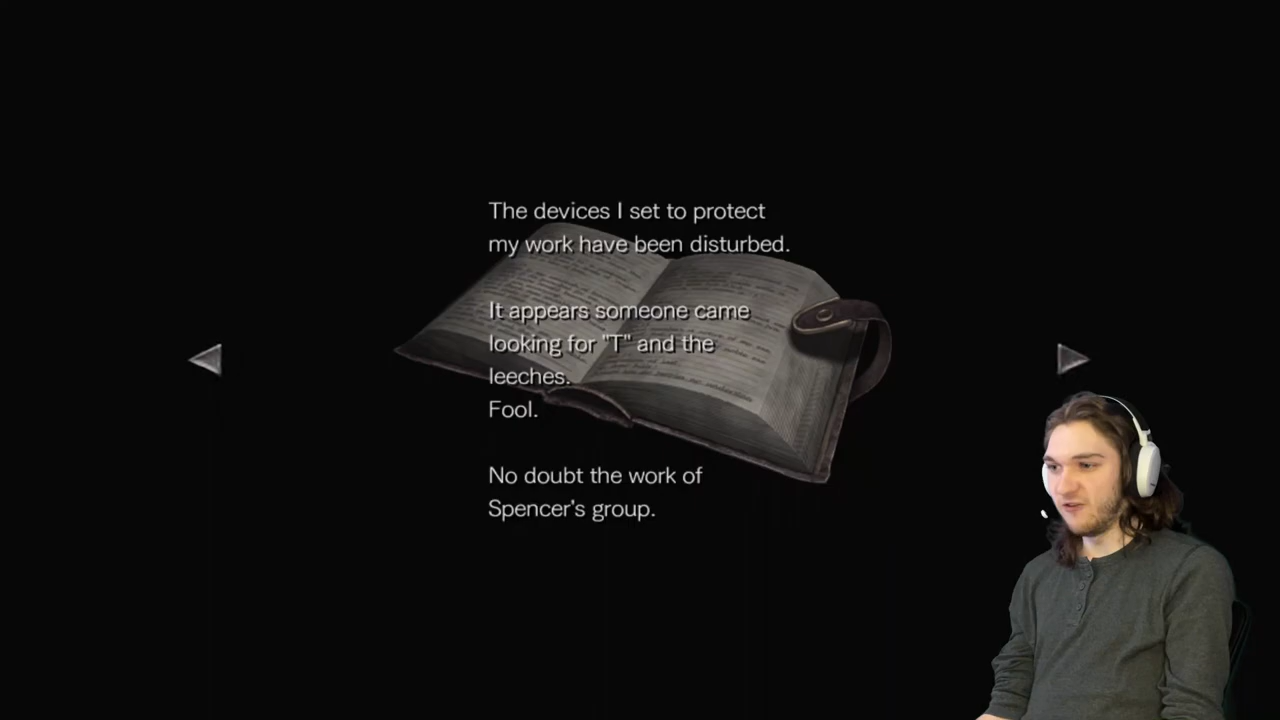 The devices I set to protect
my work have been disturbed.
It appears someone came
looking for "T" and the
leeches.
Fool.
No doubt the work of
Spencer's group.